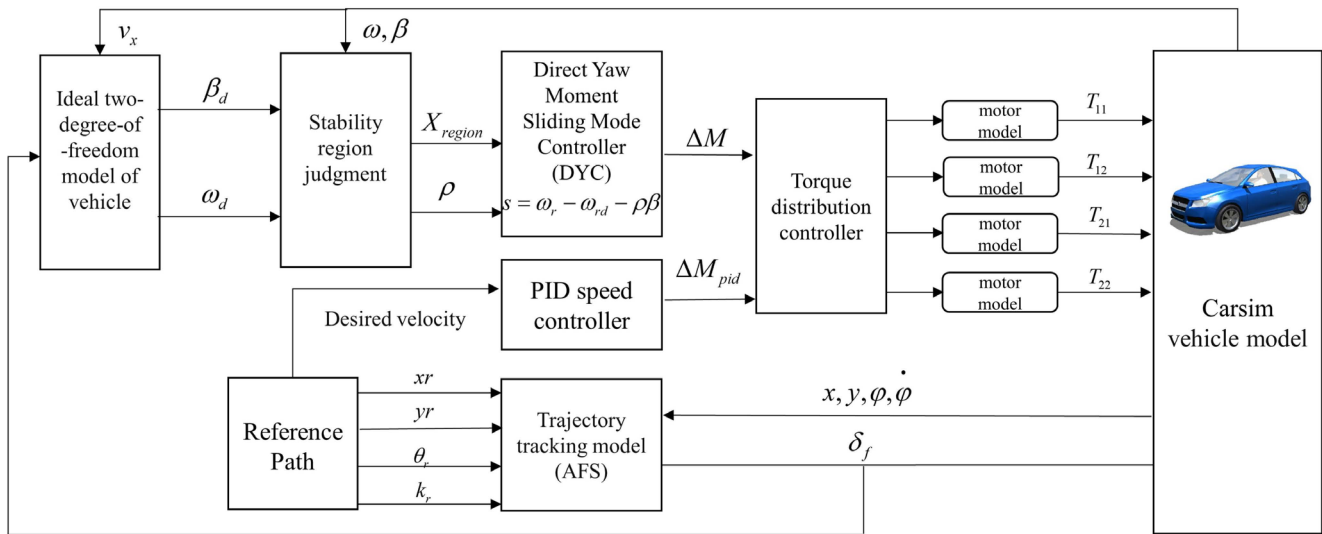 v_x
ω, β
Ideal two-
degree-of
-freedom
model of
vehicle
β_d
ω_d
Stability
region
judgment
X_region
ρ
Direct Yaw
Moment
Sliding Mode
Controller
(DYC)
s = ω_r − ω_rd − ρβ
ΔM
Torque
distribution
controller
motor
model
T_11
motor
model
T_12
motor
model
T_21
motor
model
T_22
Carsim
vehicle model
Desired velocity
PID speed
controller
ΔM_pid
Reference
Path
xr
yr
θ_r
k_r
Trajectory
tracking model
(AFS)
x, y, φ, φ̇
δ_f